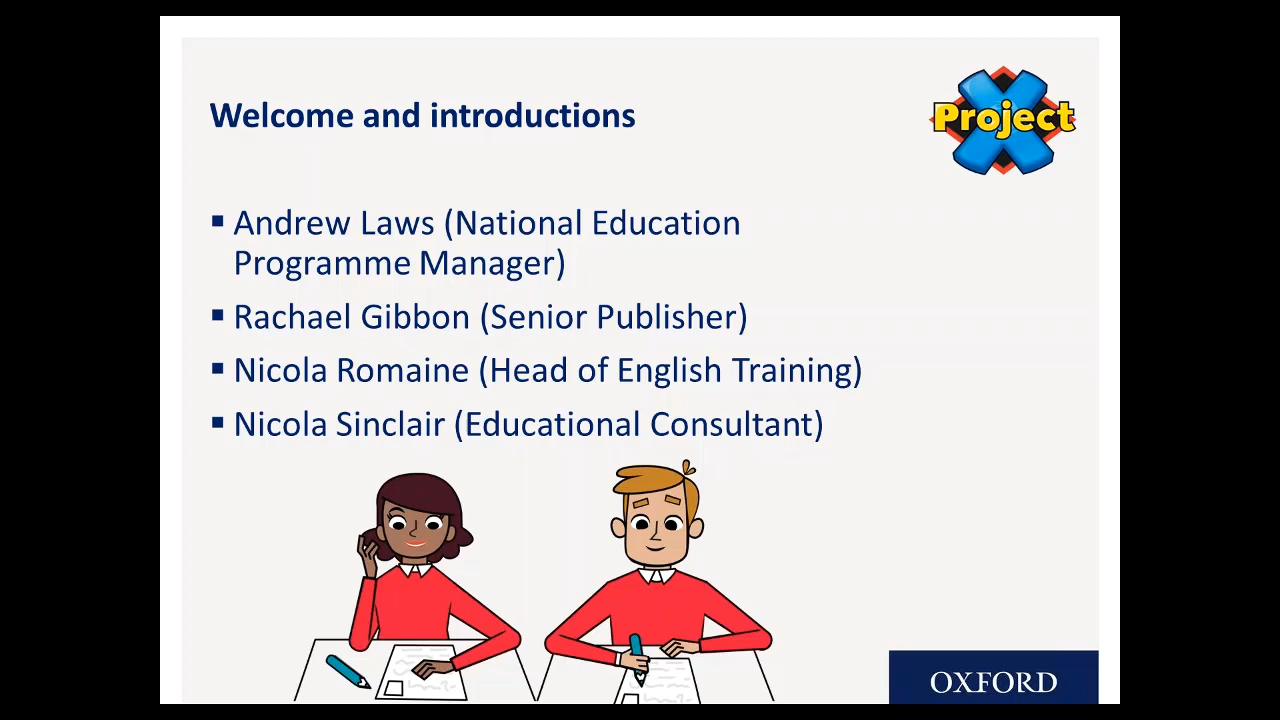 Welcome and introductions
Project X
▪ Andrew Laws (National Education
Programme Manager)
▪ Rachael Gibbon (Senior Publisher)
▪ Nicola Romaine (Head of English Training)
▪ Nicola Sinclair (Educational Consultant)
OXFORD